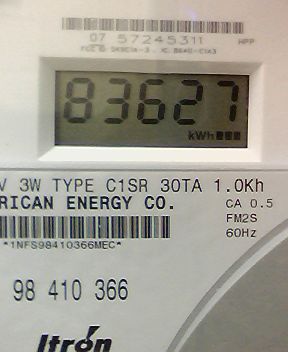 07 57245311 HPP
83627
kWh
V 3W TYPE C1SR 30TA 1.0Kh
RICAN ENERGY CO. CA 0.5
FM2S
60Hz
*1NFS98410366MEC*
98 410 366
Itron